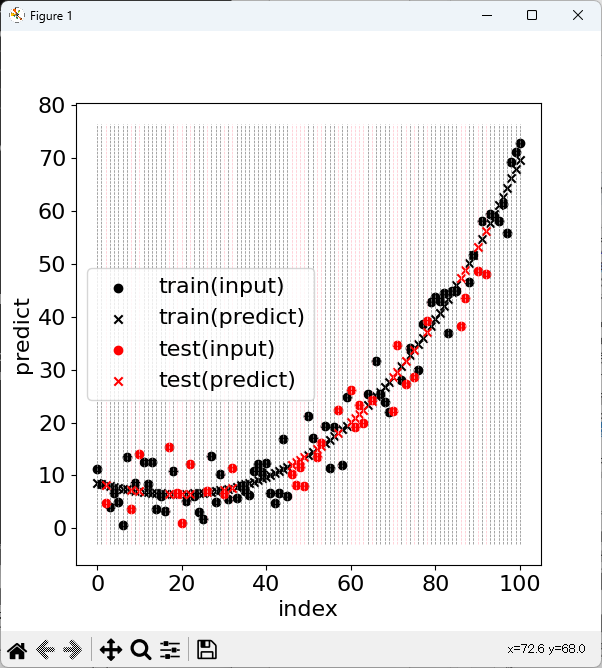 Figure 1
80
70
60
50
40
30
20
10
0
predict
train(input)
train(predict)
test(input)
test(predict)
0 20 40 60 80 100
index
x=72.6 y=68.0